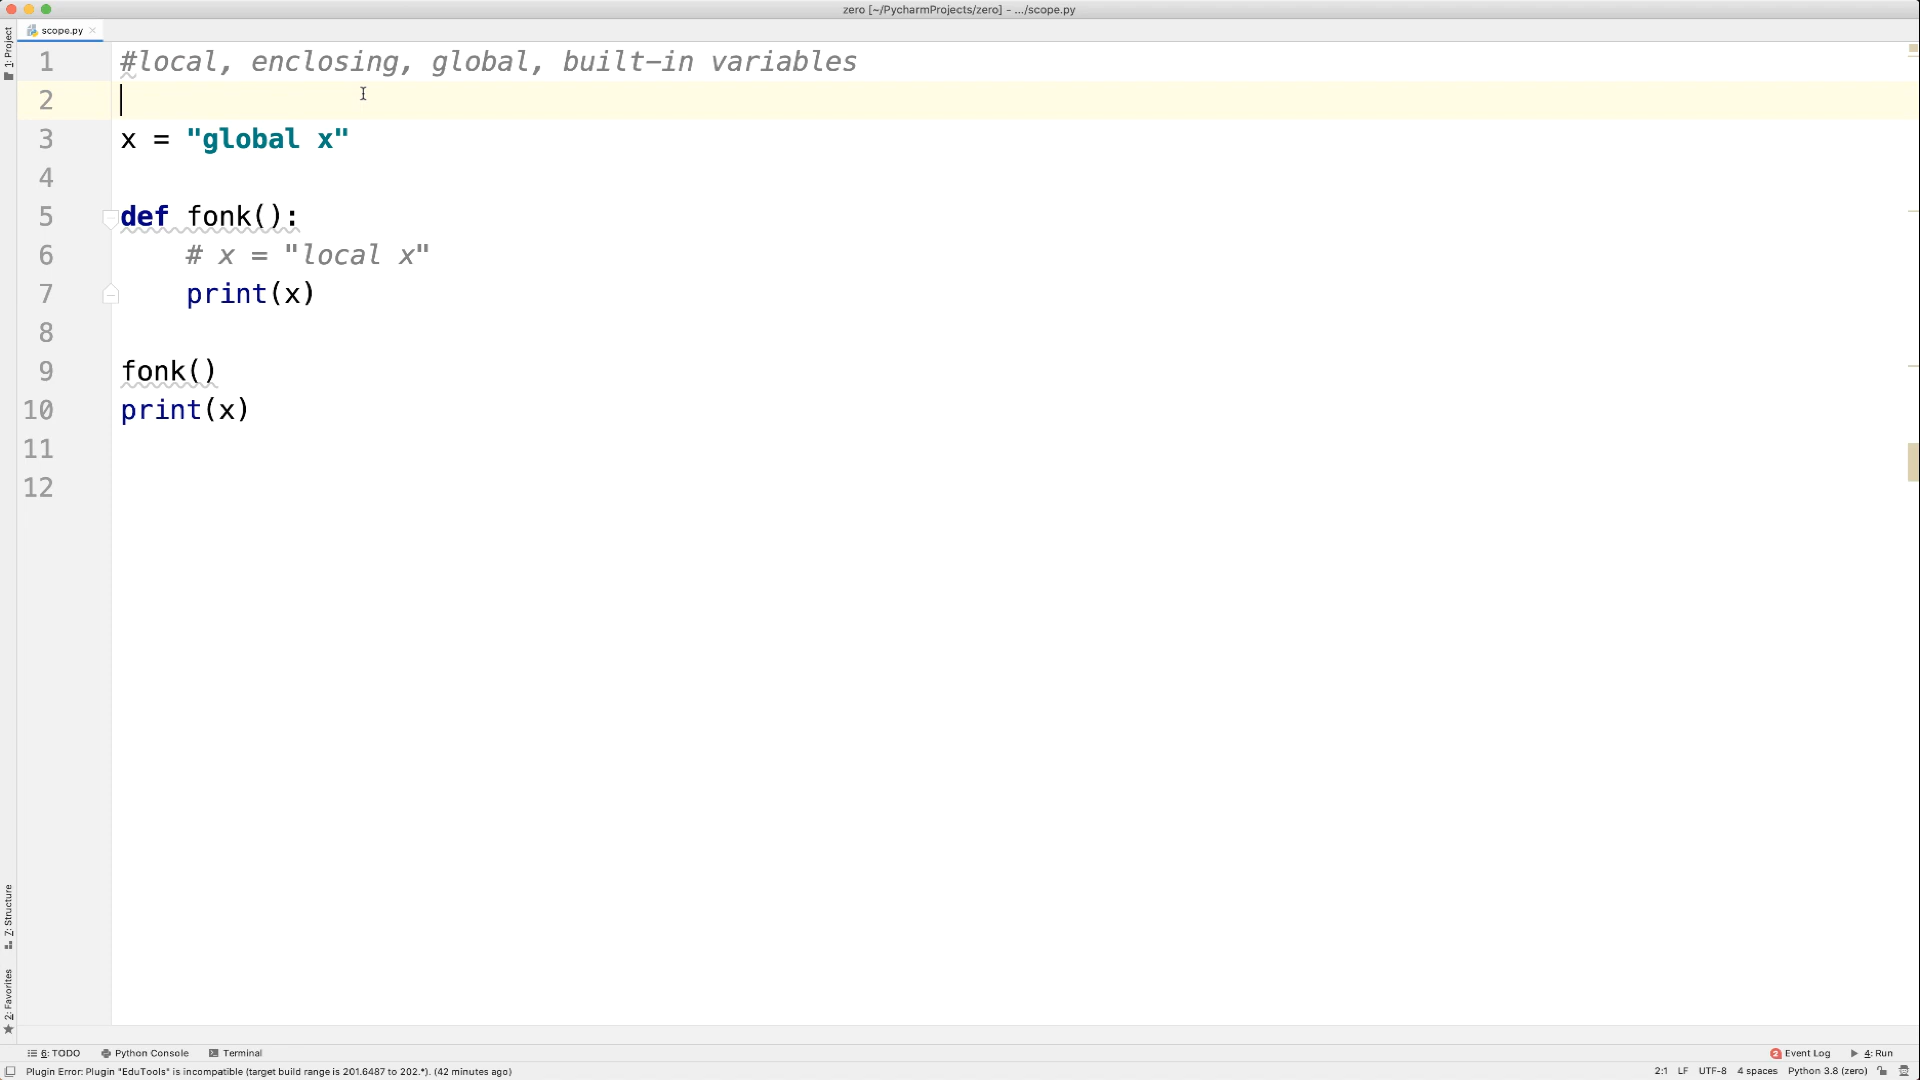 zero [~/PycharmProjects/zero] - .../scope.py
scope.py
1: Project
1 #local, enclosing, global, built-in variables
2
3 x = "global x"
4
5 def fonk():
6     # x = "local x"
7     print(x)
8
9 fonk()
10 print(x)
11
12
7: Structure
2: Favorites
6: TODO Python Console Terminal 2 Event Log 4: Run
Plugin Error: Plugin "EduTools" is incompatible (target build range is 201.6487 to 202.*). (42 minutes ago) 2:1 LF UTF-8 4 spaces Python 3.8 (zero)